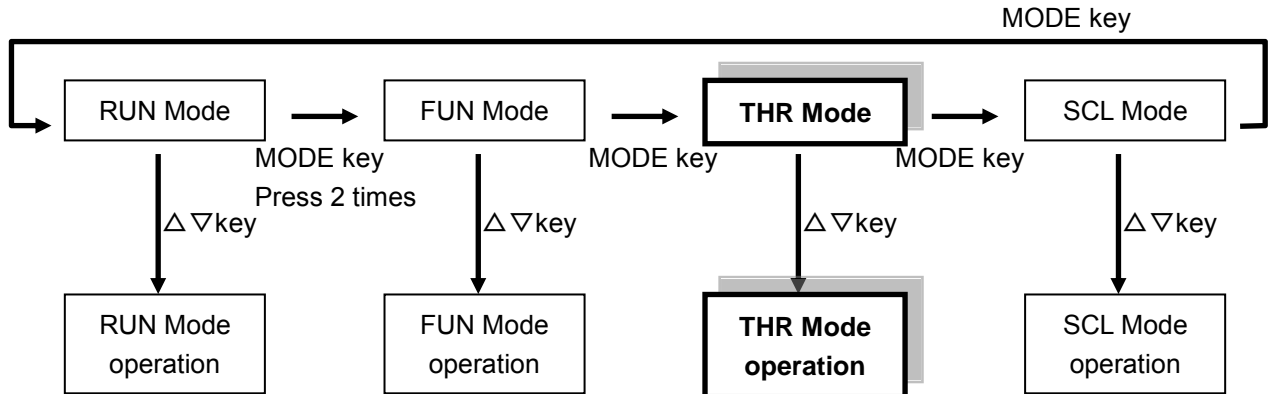 MODE key
RUN Mode
FUN Mode
THR Mode
SCL Mode
MODE key
Press 2 times
MODE key
MODE key
△▽key
△▽key
△▽key
△▽key
RUN Mode
operation
FUN Mode
operation
THR Mode
operation
SCL Mode
operation